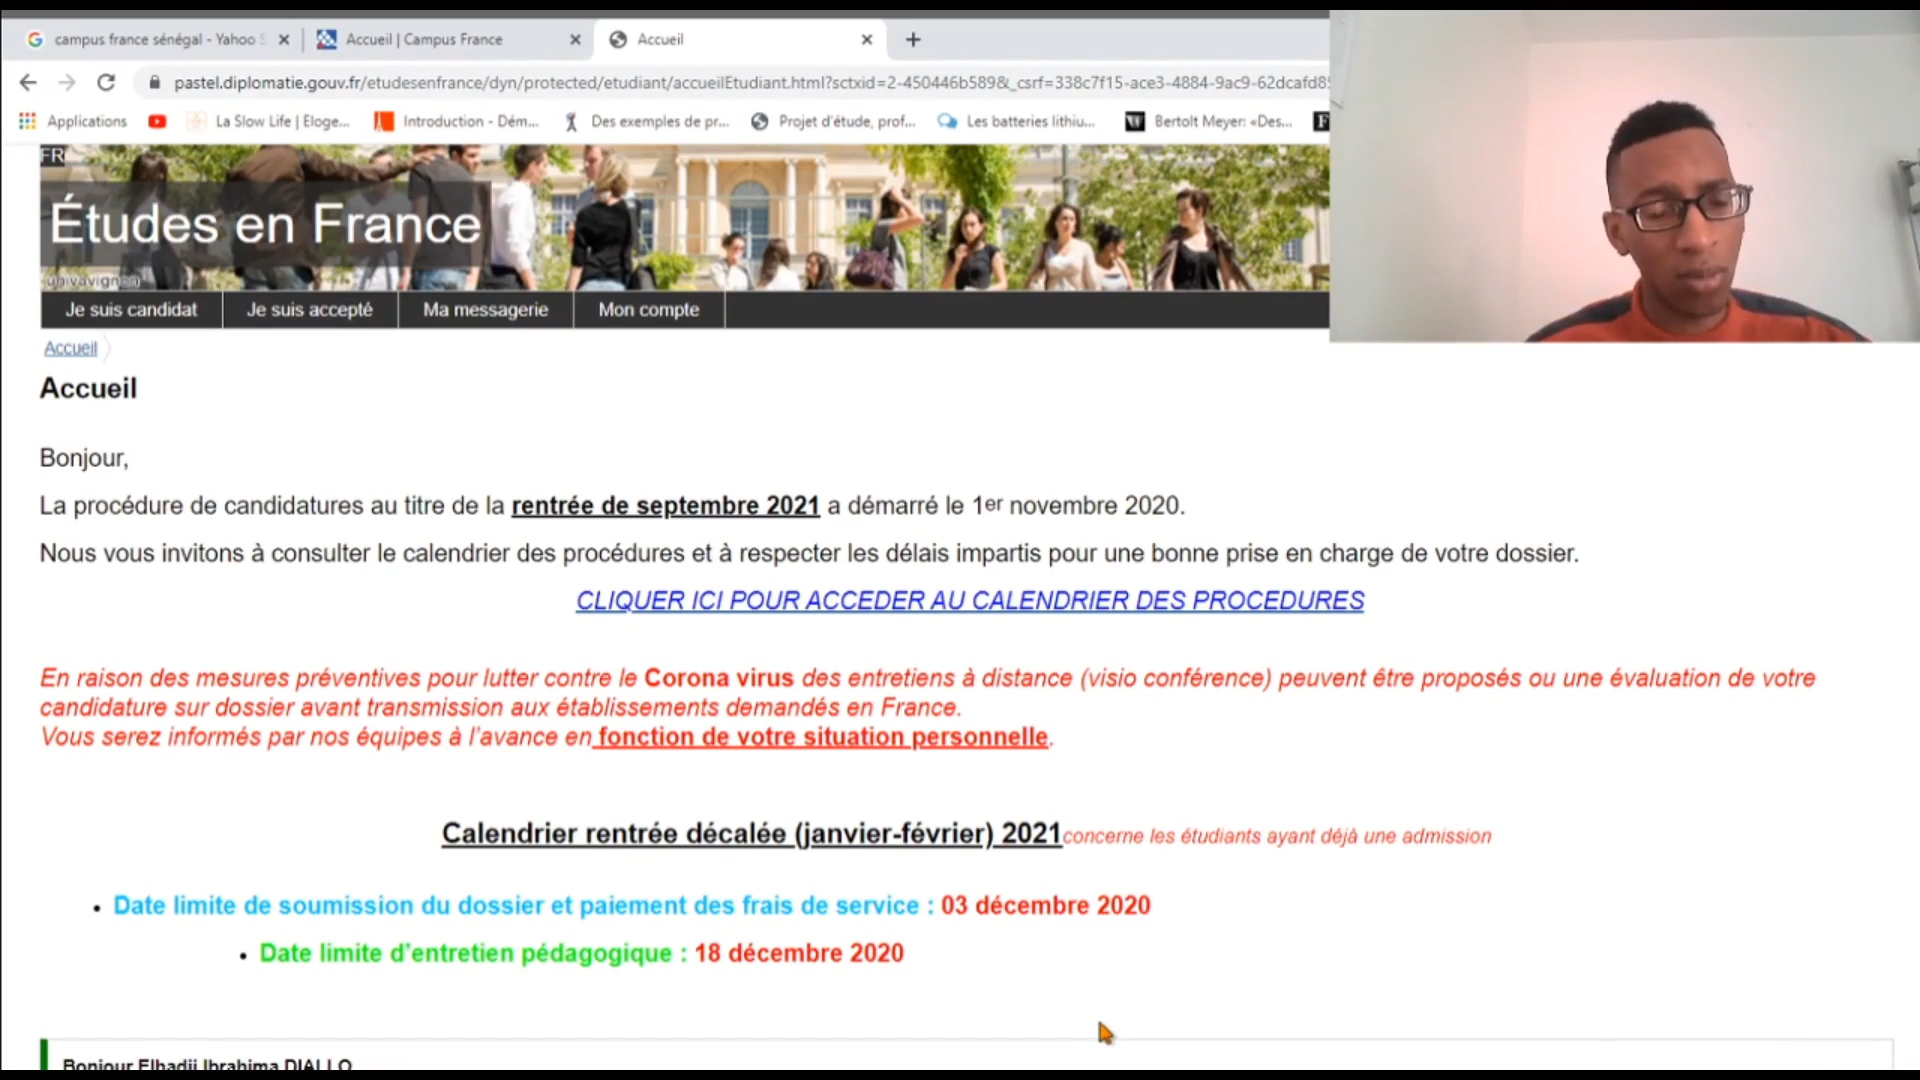 campus france sénégal - Yahoo S
Accueil | Campus France
Accueil
pastel.diplomatie.gouv.fr/etudesenfrance/dyn/protected/etudiant/accueilEtudiant.html?sctxid=2-450446b589&_csrf=338c7f15-ace3-4884-9ac9-62dcafd85
Applications
La Slow Life | Eloge...
Introduction - Dém...
Des exemples de pr...
Projet d'étude, prof...
Les batteries lithiu...
Bertolt Meyer: «Des...
FR
Études en France
univavignon
Je suis candidat
Je suis accepté
Ma messagerie
Mon compte
Accueil
Accueil
Bonjour,
La procédure de candidatures au titre de la rentrée de septembre 2021 a démarré le 1er novembre 2020.
Nous vous invitons à consulter le calendrier des procédures et à respecter les délais impartis pour une bonne prise en charge de votre dossier.
CLIQUER ICI POUR ACCEDER AU CALENDRIER DES PROCEDURES
En raison des mesures préventives pour lutter contre le Corona virus des entretiens à distance (visio conférence) peuvent être proposés ou une évaluation de votre
candidature sur dossier avant transmission aux établissements demandés en France.
Vous serez informés par nos équipes à l'avance en fonction de votre situation personnelle.
Calendrier rentrée décalée (janvier-février) 2021 concerne les étudiants ayant déjà une admission
• Date limite de soumission du dossier et paiement des frais de service : 03 décembre 2020
• Date limite d'entretien pédagogique : 18 décembre 2020
Bonjour Elhadji Ibrahima DIALLO